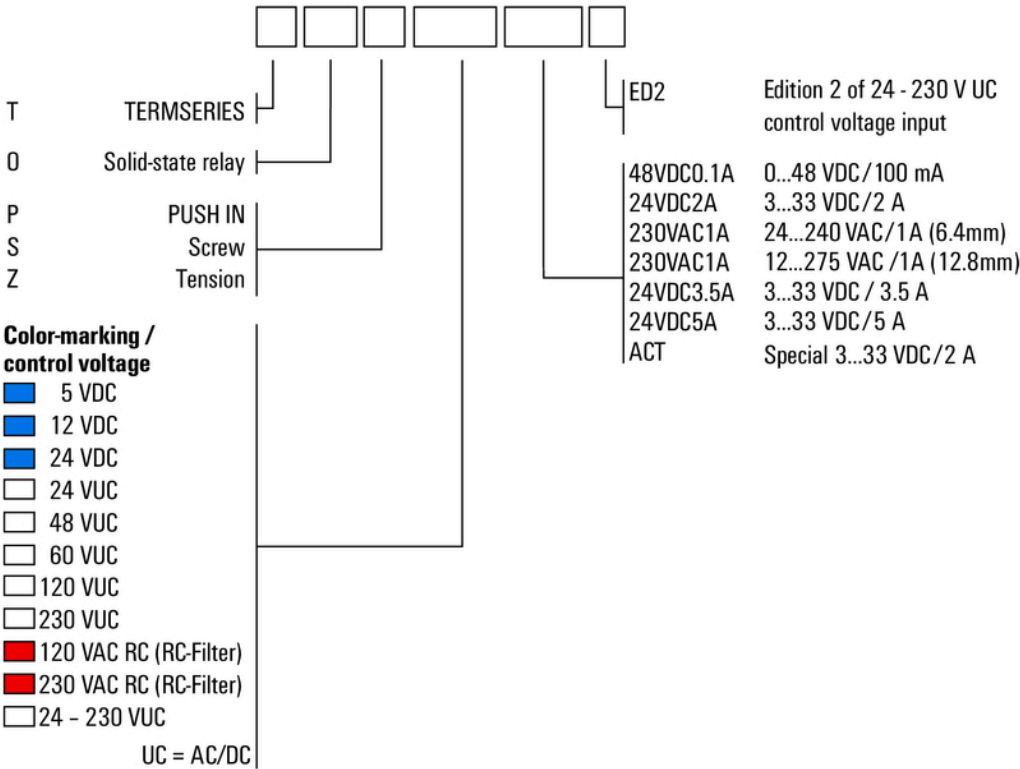 T TERMSERIES
O Solid-state relay
P PUSH IN
S Screw
Z Tension
Color-marking /
control voltage
5 VDC
12 VDC
24 VDC
24 VUC
48 VUC
60 VUC
120 VUC
230 VUC
120 VAC RC (RC-Filter)
230 VAC RC (RC-Filter)
24 – 230 VUC
UC = AC/DC
ED2 Edition 2 of 24 - 230 V UC
control voltage input
48VDC0.1A 0...48 VDC/100 mA
24VDC2A 3...33 VDC/2 A
230VAC1A 24...240 VAC/1A (6.4mm)
230VAC1A 12...275 VAC /1A (12.8mm)
24VDC3.5A 3...33 VDC / 3.5 A
24VDC5A 3...33 VDC/5 A
ACT Special 3...33 VDC/2 A